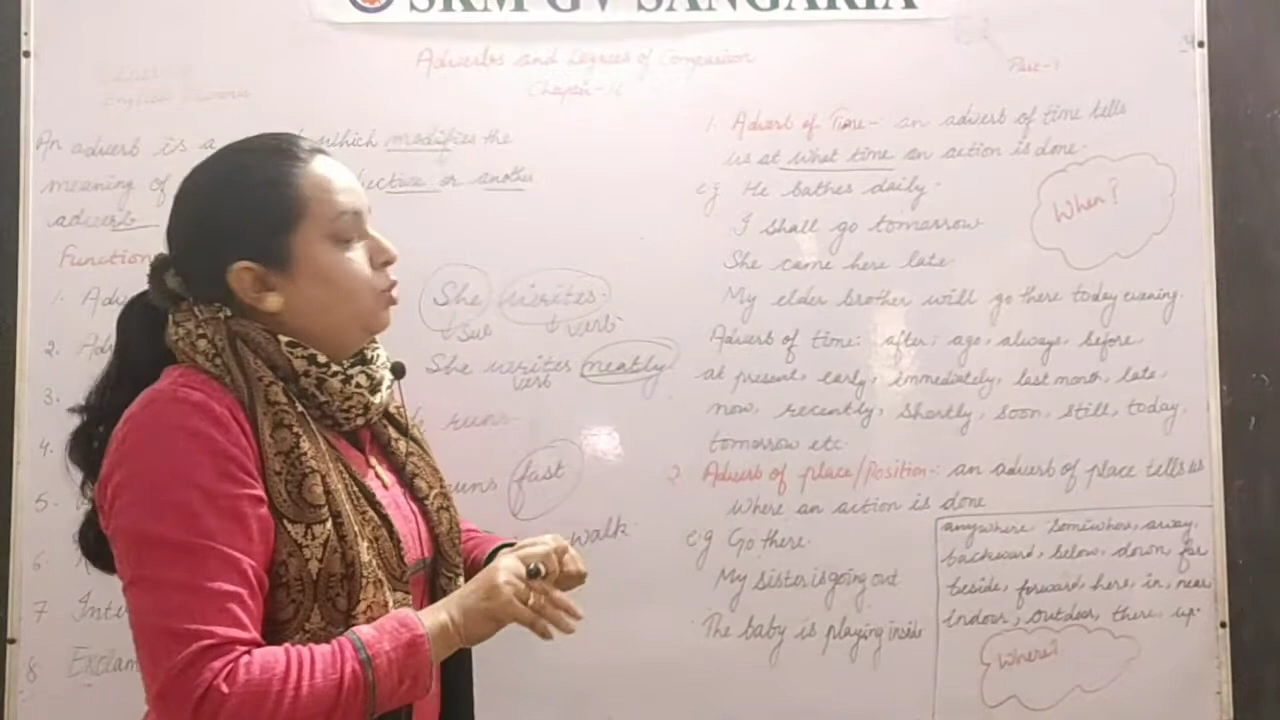 SRM GV SANGARIA
Adverbs and Degrees of Comparison
Chapter-
Part-1
An adverb is a which modifies the
meaning of or another
adverb
Function
1. Adv
2. Adv
3.
4.
5.
6.
7 Inte
8 Exclam
She writes.
Sub verb
She writes neatly
verb
runs
runs fast
walk
1. Adverb of Time-: an adverb of time tells
us at what time an action is done.
e.g He bathes daily.
I shall go tomorrow
She came here late
My elder brother will go there today evening.
When?
Adverb of time: after, ago, always, before,
at present, early, immediately, last month, late,
now, recently, shortly, soon, still, today,
tomorrow etc.
2. Adverb of place/Position-: an adverb of place tells us
where an action is done
e.g Go there.
My sister is going out
The baby is playing inside
anywhere, somewhere, away,
backward, below, down, far
beside, forward, here, in, near
Indoor, outdoor, there, up.
Where?